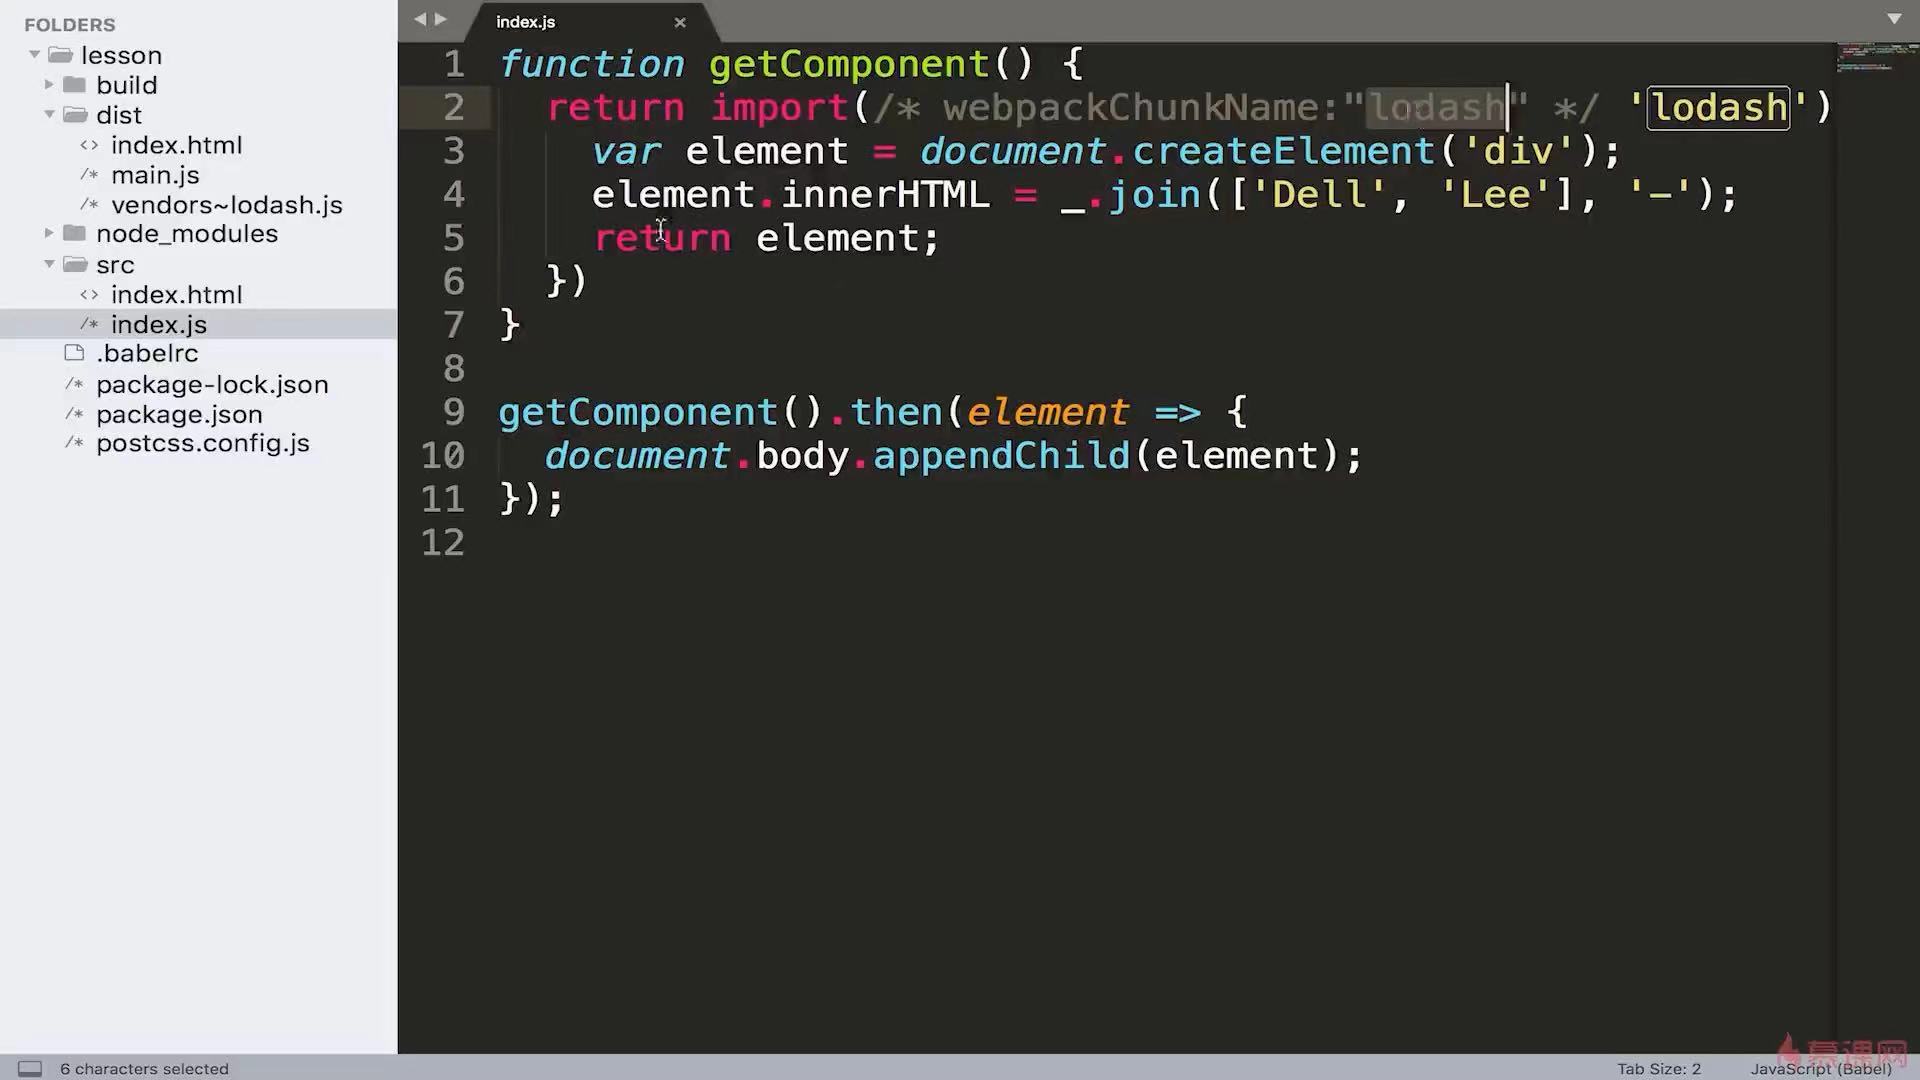 FOLDERS
lesson
build
dist
<> index.html
/* main.js
/* vendors~lodash.js
node_modules
src
<> index.html
/* index.js
.babelrc
/* package-lock.json
/* package.json
/* postcss.config.js
index.js ×
1 function getComponent() {
2 return import(/* webpackChunkName:"lodash" */ 'lodash')
3 var element = document.createElement('div');
4 element.innerHTML = _.join(['Dell', 'Lee'], '-');
5 return element;
6 })
7 }
8
9 getComponent().then(element => {
10 document.body.appendChild(element);
11 });
12
6 characters selected
Tab Size: 2
JavaScript (Babel)
慕课网